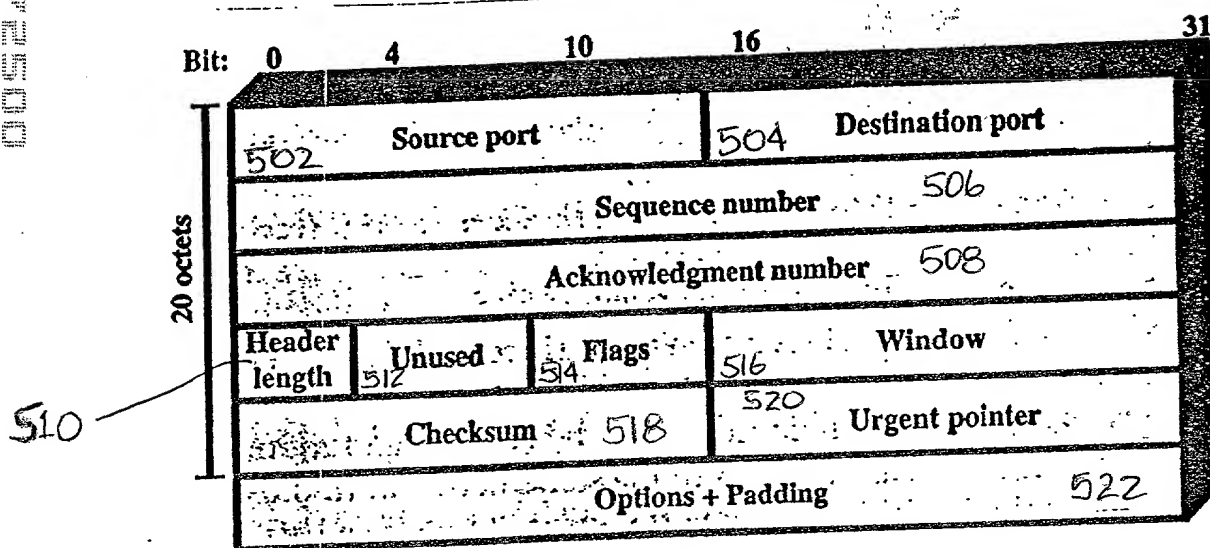 Bit: 0 4 10 16 31
502 Source port 504 Destination port
Sequence number 506
Acknowledgment number 508
20 octets
Header length 512 Unused 514 Flags 516 Window
510
Checksum 518 520 Urgent pointer
Options + Padding 522